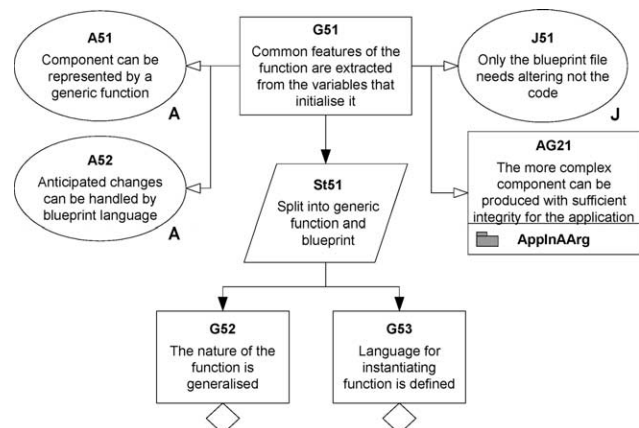 A51
Component can be
represented by a
generic function
A
G51
Common features of the
function are extracted
from the variables that
initialise it
J51
Only the blueprint file
needs altering not the
code
J
A52
Anticipated changes
can be handled by
blueprint language
A
St51
Split into generic
function and
blueprint
AG21
The more complex
component can be
produced with sufficient
integrity for the application
AppInAArg
G52
The nature of the
function is
generalised
G53
Language for
instantiating
function is defined